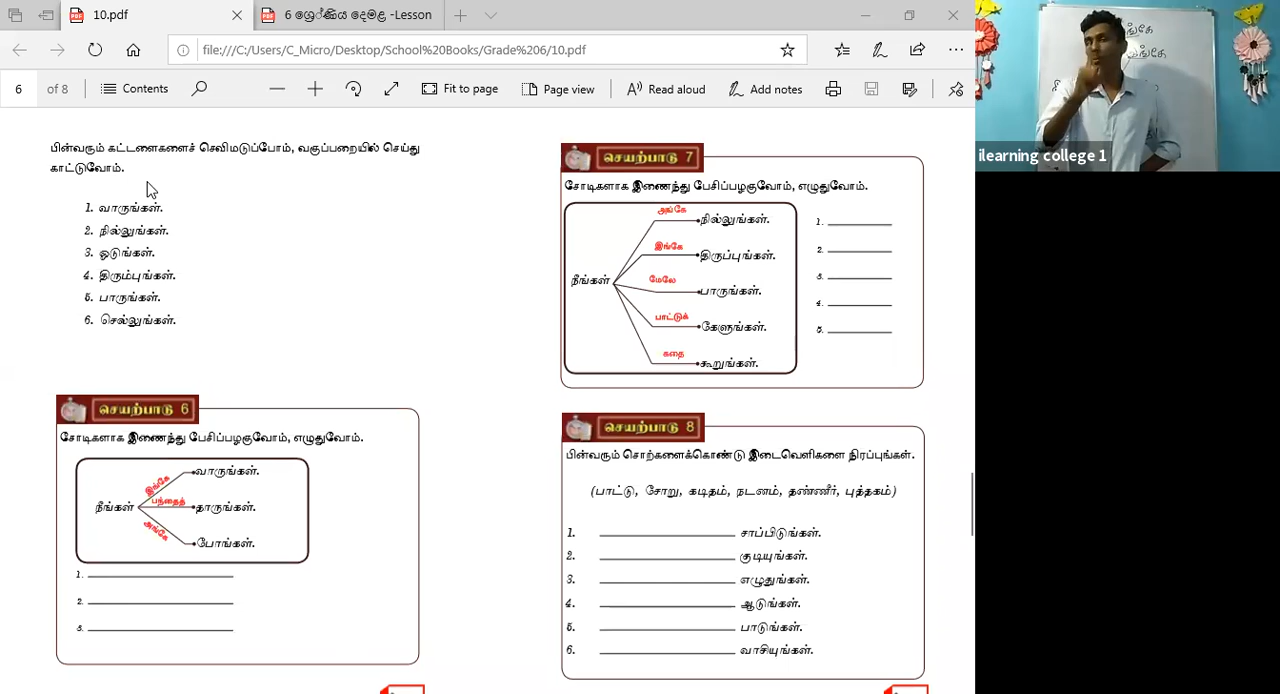 10.pdf
6 ශ්‍රේණිය දෙමළ -Lesson
file:///C:/Users/C_Micro/Desktop/School%20Books/Grade%206/10.pdf
6 of 8
Contents
Fit to page
Page view
Read aloud
Add notes
ilearning college 1
பின்வரும் கட்டளைகளைச் செவிமடுப்போம், வகுப்பறையில் செய்து
காட்டுவோம்.
1. வாருங்கள்.
2. நில்லுங்கள்.
3. ஓடுங்கள்.
4. திரும்புங்கள்.
5. பாருங்கள்.
6. செல்லுங்கள்.
செயற்பாடு 6
சோடிகளாக இணைந்து பேசிப்பழகுவோம், எழுதுவோம்.
நீங்கள்
இங்கே வாருங்கள்.
பந்தைத் தாருங்கள்.
அங்கே போங்கள்.
1.
2.
3.
செயற்பாடு 7
சோடிகளாக இணைந்து பேசிப்பழகுவோம், எழுதுவோம்.
நீங்கள்
அங்கே நில்லுங்கள்.
இங்கே திருப்புங்கள்.
மேலே பாருங்கள்.
பாட்டுக் கேளுங்கள்.
கதை கூறுங்கள்.
1.
2.
3.
4.
5.
செயற்பாடு 8
பின்வரும் சொற்களைக்கொண்டு இடைவெளிகளை நிரப்புங்கள்.
(பாட்டு, சோறு, கடிதம், நடனம், தண்ணீர், புத்தகம்)
1. சாப்பிடுங்கள்.
2. குடியுங்கள்.
3. எழுதுங்கள்.
4. ஆடுங்கள்.
5. பாடுங்கள்.
6. வாசியுங்கள்.